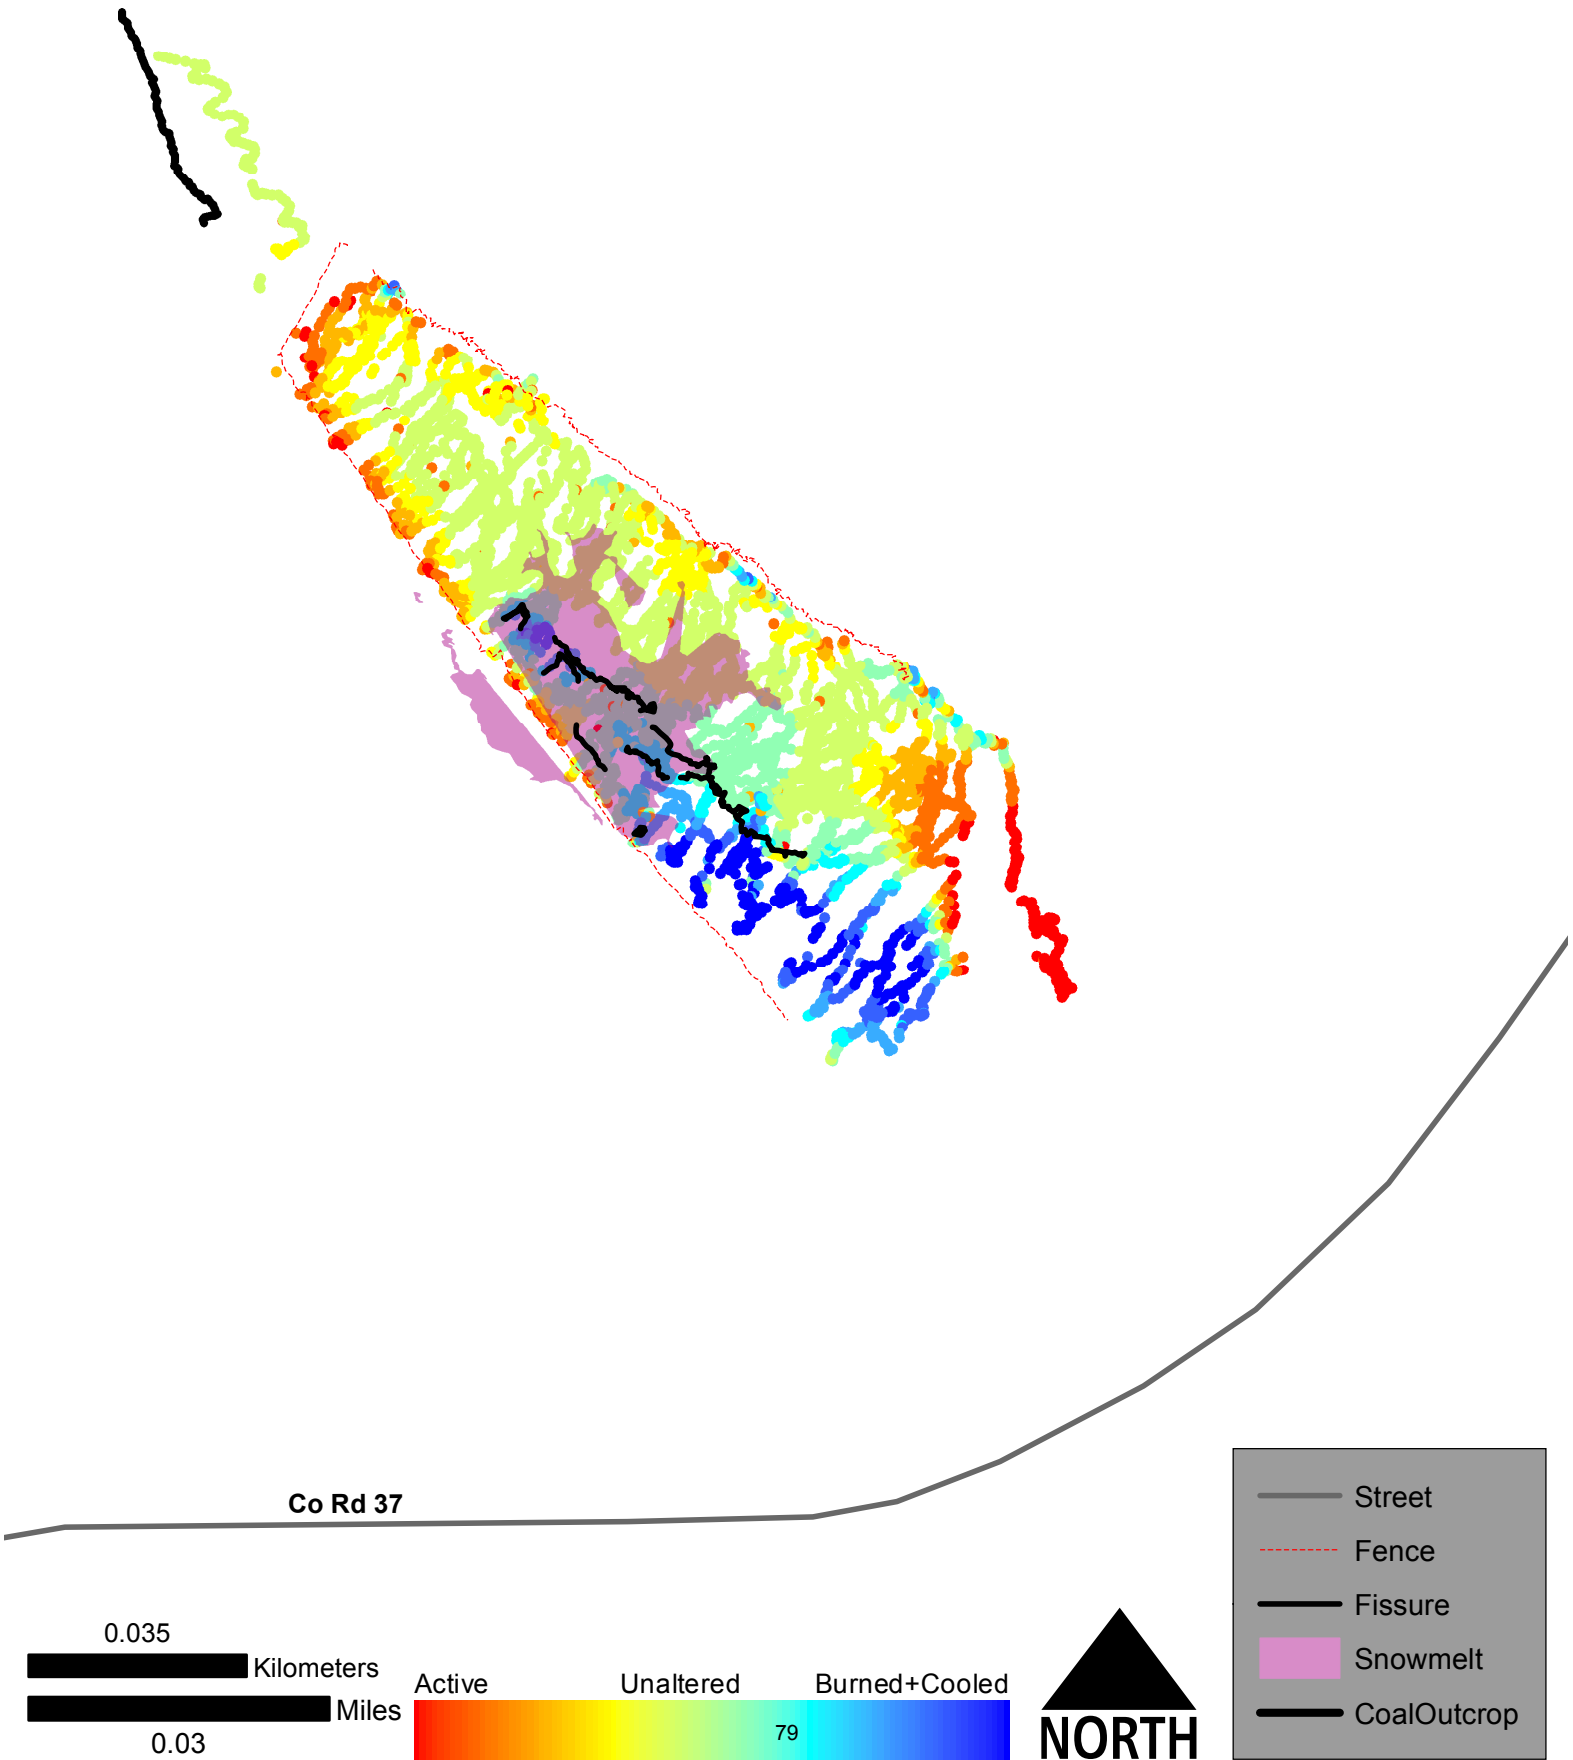 Co Rd 37
Street
Fence
Fissure
Snowmelt
CoalOutcrop
0.035
Kilometers
Miles
0.03
Active Unaltered Burned+Cooled
79
NORTH